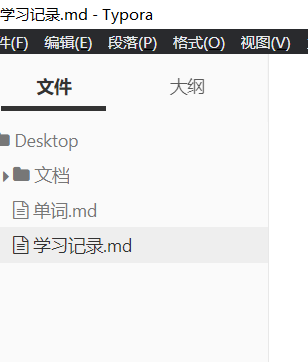 学习记录.md - Typora
件(F) 编辑(E) 段落(P) 格式(O) 视图(V)
文件 大纲
Desktop
文档
单词.md
学习记录.md